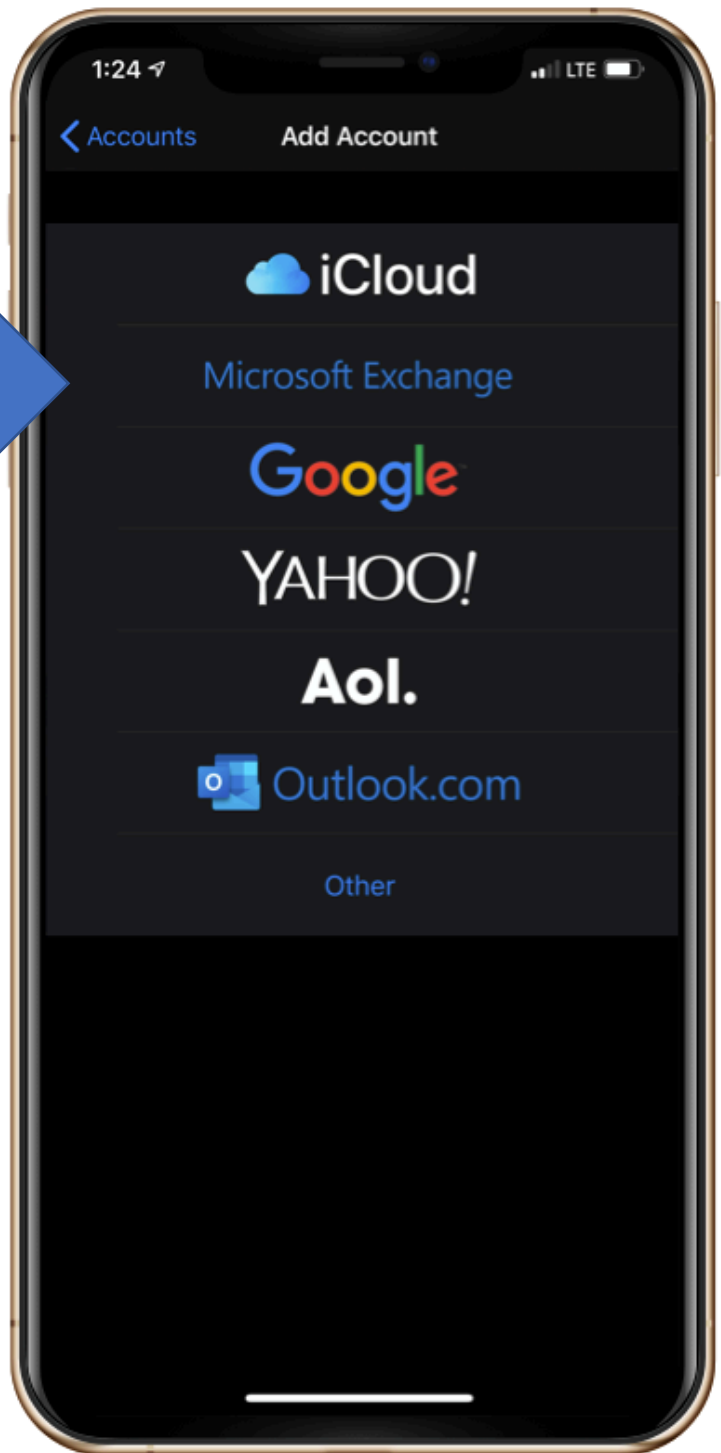 1:24 LTE
Accounts Add Account
iCloud
Microsoft Exchange
Google
YAHOO!
Aol.
Outlook.com
Other